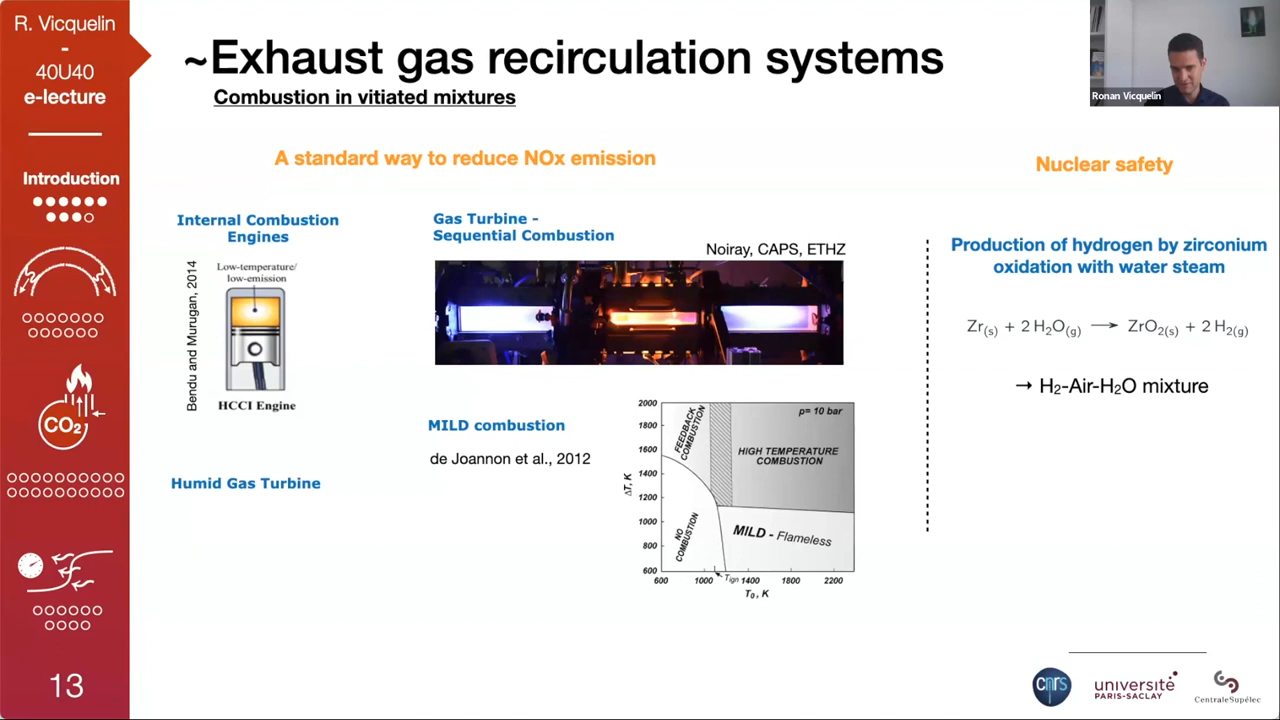 R. Vicquelin
-
40U40
e-lecture
Introduction
CO2
13
~Exhaust gas recirculation systems
Combustion in vitiated mixtures
Ronan Vicquelin
A standard way to reduce NOx emission
Internal Combustion
Engines
Bendu and Murugan, 2014
Low-temperature/
low-emission
HCCI Engine
Humid Gas Turbine
Gas Turbine -
Sequential Combustion
Noiray, CAPS, ETHZ
MILD combustion
de Joannon et al., 2012
2000
1800
1600
1400
1200
1000
800
600
ΔT, K
p= 10 bar
FEEDBACK
COMBUSTION
HIGH TEMPERATURE
COMBUSTION
NO
COMBUSTION
MILD - Flameless
Tign
600 1000 1400 1800 2200
T0, K
Nuclear safety
Production of hydrogen by zirconium
oxidation with water steam
Zr(s) + 2 H2O(g) ⟶ ZrO2(s) + 2 H2(g)
→ H2-Air-H2O mixture
cnrs
université
PARIS-SACLAY
CentraleSupélec